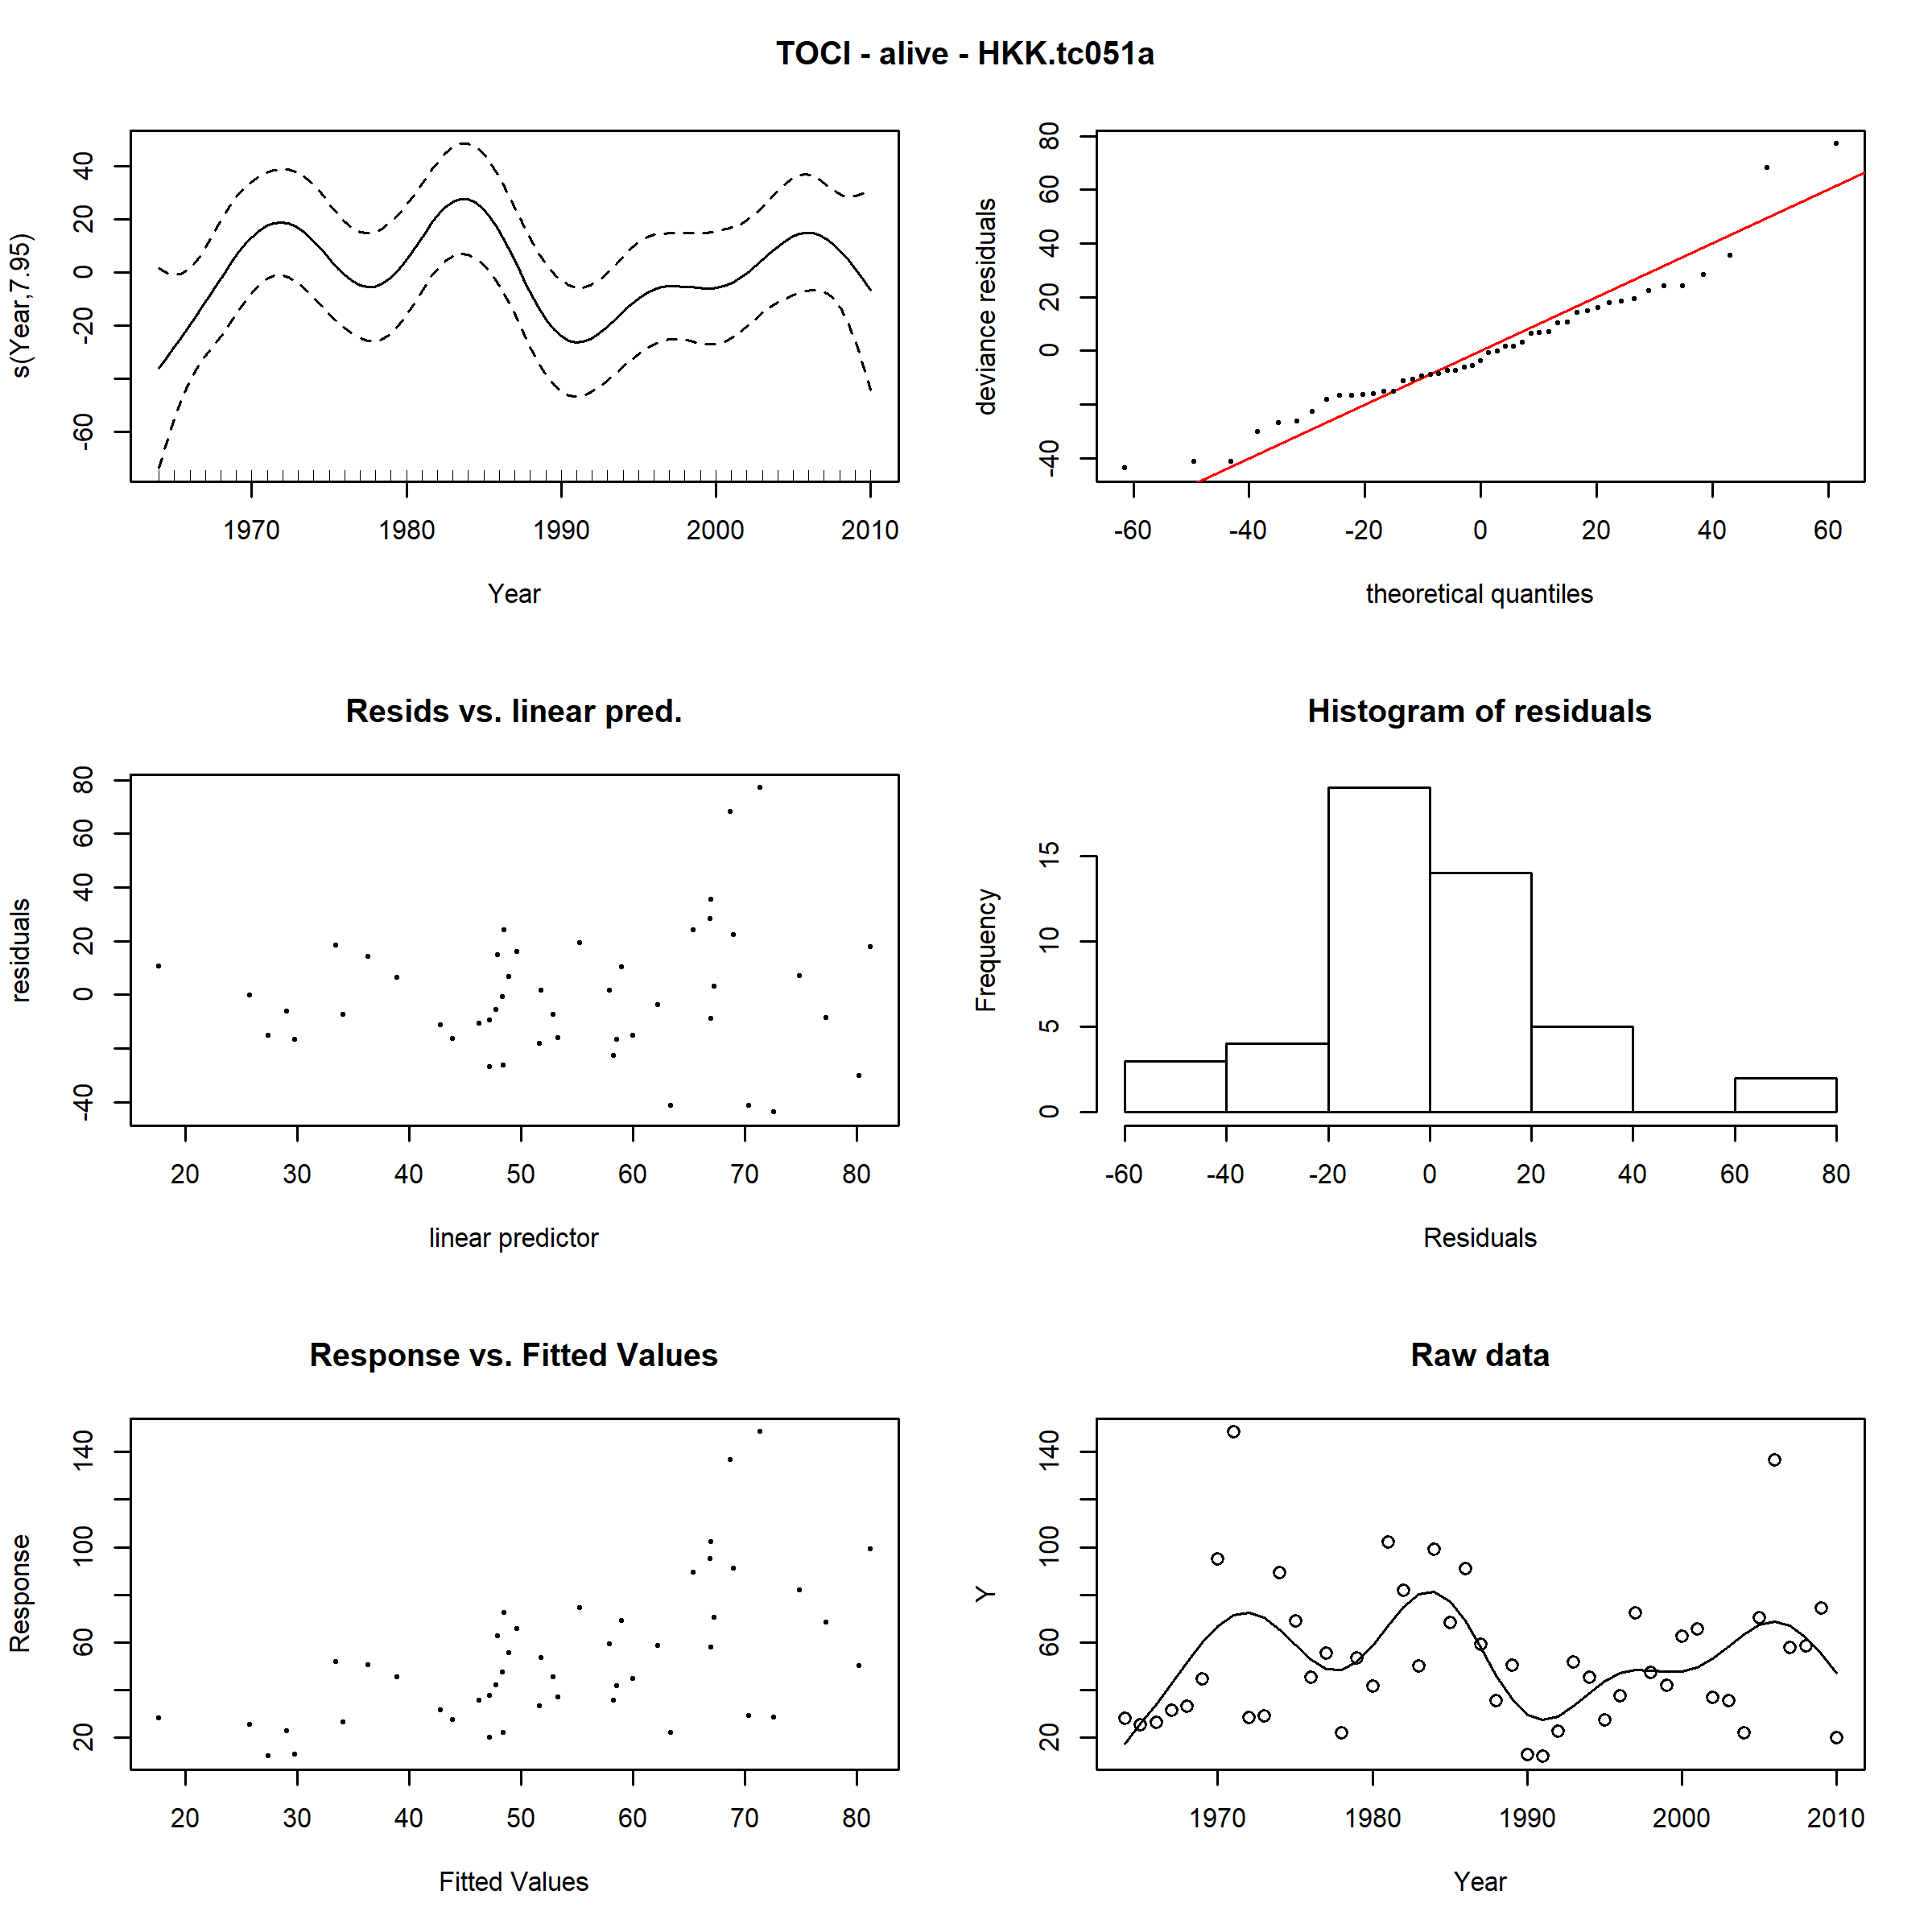 TOCI - alive - HKK.tc051a
s(Year,7.95)
40
20
0
-20
-60
1970 1980 1990 2000 2010
Year
deviance residuals
80
60
40
20
0
-40
-60 -40 -20 0 20 40 60
theoretical quantiles
Resids vs. linear pred.
residuals
80
60
40
20
0
-40
20 30 40 50 60 70 80
linear predictor
Histogram of residuals
Frequency
15
10
5
0
-60 -40 -20 0 20 40 60 80
Residuals
Response vs. Fitted Values
Response
140
100
60
20
20 30 40 50 60 70 80
Fitted Values
Raw data
Y
140
100
60
20
1970 1980 1990 2000 2010
Year